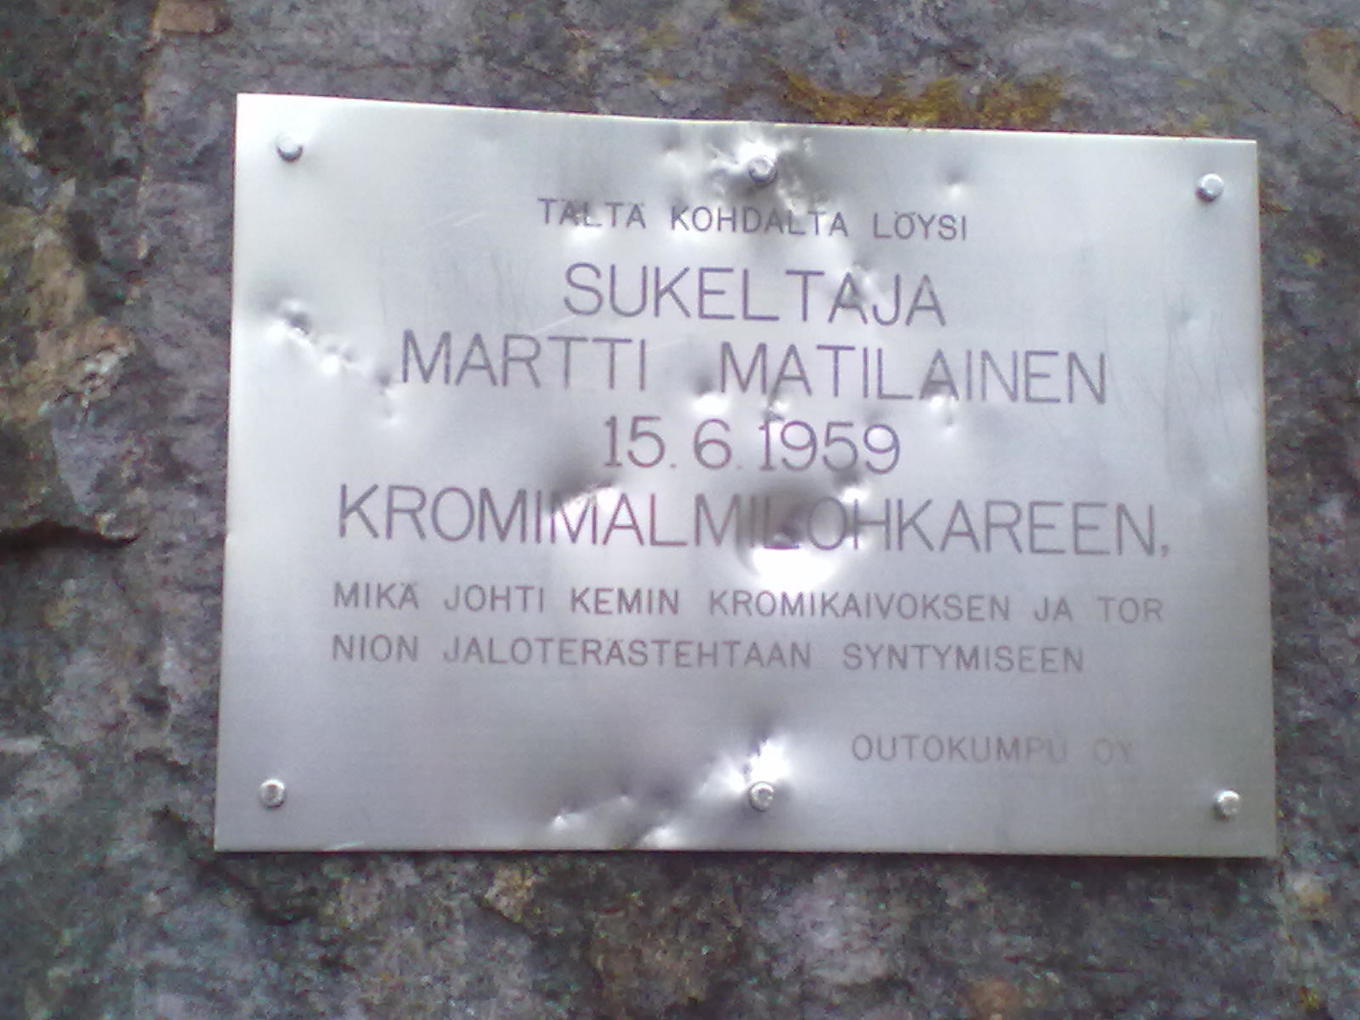 TÄLTÄ KOHDALTA LÖYSI
SUKELTAJA
MARTTI MATILAINEN
15.6.1959
KROMIMALMILOHKAREEN,
MIKÄ JOHTI KEMIN KROMIKAIVOKSEN JA TOR
NION JALOTERÄSTEHTAAN SYNTYMISEEN
OUTOKUMPU OY